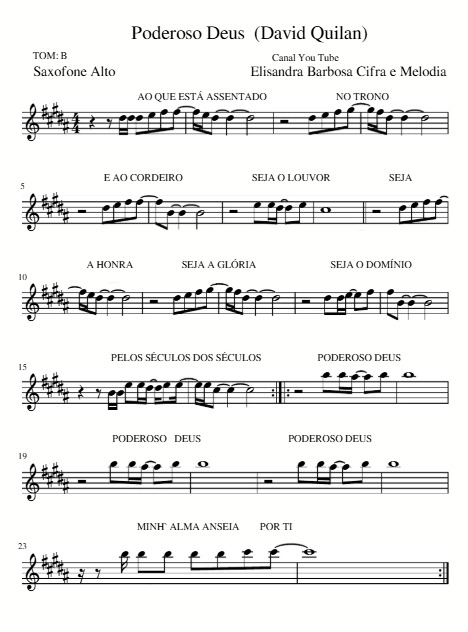 Poderoso Deus (David Quilan)
TOM: B
Canal You Tube
Saxofone Alto
Elisandra Barbosa Cifra e Melodia
AO QUE ESTÁ ASSENTADO NO TRONO
4
4
E AO CORDEIRO SEJA O LOUVOR SEJA
5
A HONRA SEJA A GLÓRIA SEJA O DOMÍNIO
10
PELOS SÉCULOS DOS SÉCULOS PODEROSO DEUS
15
PODEROSO DEUS PODEROSO DEUS
19
MINH` ALMA ANSEIA POR TI
23